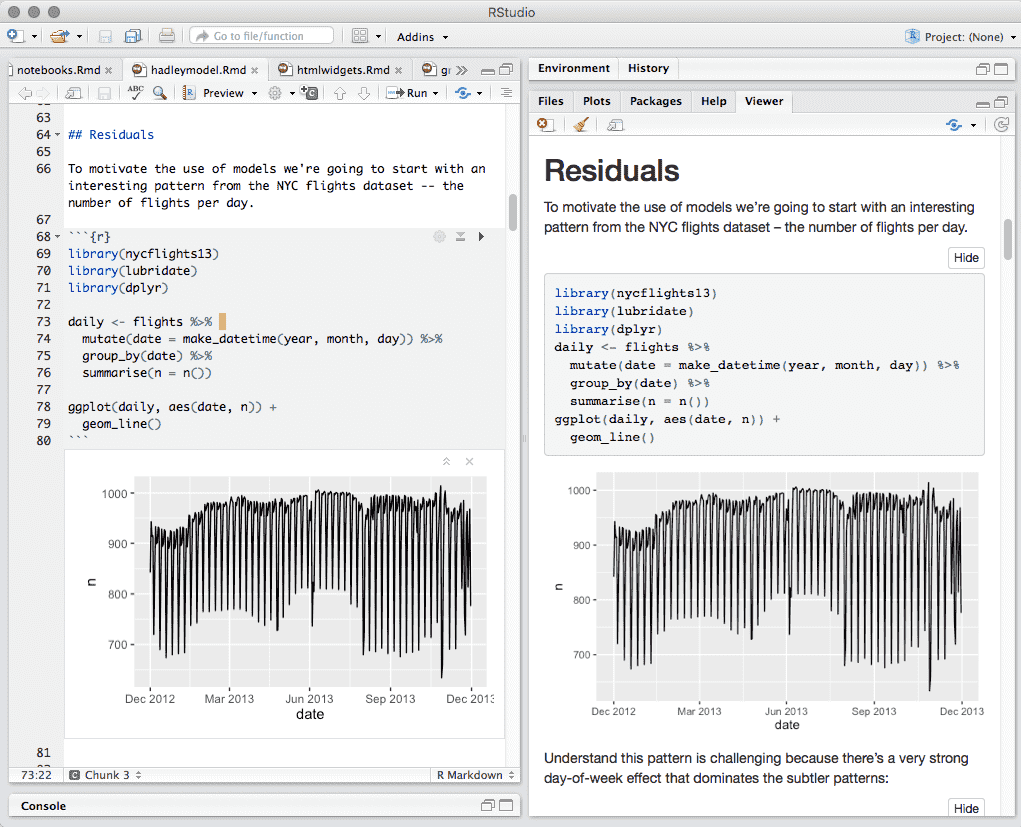 RStudio
Go to file/function
Addins
Project: (None)
notebooks.Rmd
hadleymodel.Rmd
htmlwidgets.Rmd
ABC
Preview
Run
63
64 ## Residuals
65
66 To motivate the use of models we're going to start with an
interesting pattern from the NYC flights dataset -- the
number of flights per day.
67
68 ```{r}
69 library(nycflights13)
70 library(lubridate)
71 library(dplyr)
72
73 daily <- flights %>%
74 mutate(date = make_datetime(year, month, day)) %>%
75 group_by(date) %>%
76 summarise(n = n())
77
78 ggplot(daily, aes(date, n)) +
79 geom_line()
80 ```
1000
900
800
700
n
Dec 2012 Mar 2013 Jun 2013 Sep 2013 Dec 2013
date
81
73:22 C Chunk 3 R Markdown
Console
Environment History
Files Plots Packages Help Viewer
Residuals
To motivate the use of models we’re going to start with an interesting
pattern from the NYC flights dataset – the number of flights per day.
Hide
library(nycflights13)
library(lubridate)
library(dplyr)
daily <- flights %>%
mutate(date = make_datetime(year, month, day)) %>%
group_by(date) %>%
summarise(n = n())
ggplot(daily, aes(date, n)) +
geom_line()
1000
900
800
700
n
Dec 2012 Mar 2013 Jun 2013 Sep 2013 Dec 2013
date
Understand this pattern is challenging because there’s a very strong
day-of-week effect that dominates the subtler patterns:
Hide